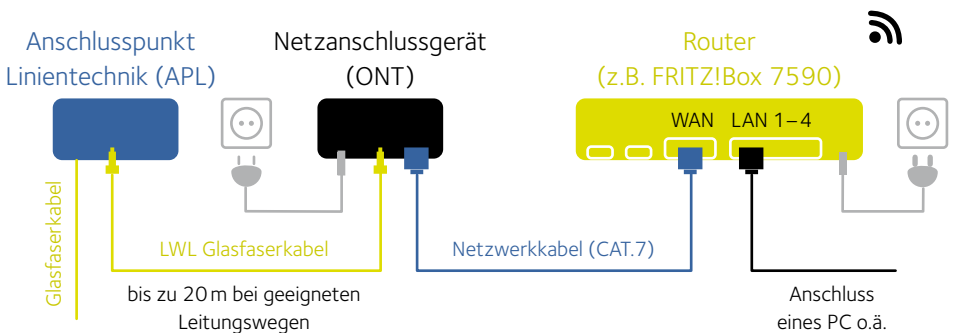 Anschlusspunkt
Linientechnik (APL)
Netzanschlussgerät
(ONT)
Router
(z.B. FRITZ!Box 7590)
WAN
LAN 1–4
Glasfaserkabel
LWL Glasfaserkabel
Netzwerkkabel (CAT.7)
bis zu 20 m bei geeigneten
Leitungswegen
Anschluss
eines PC o.ä.